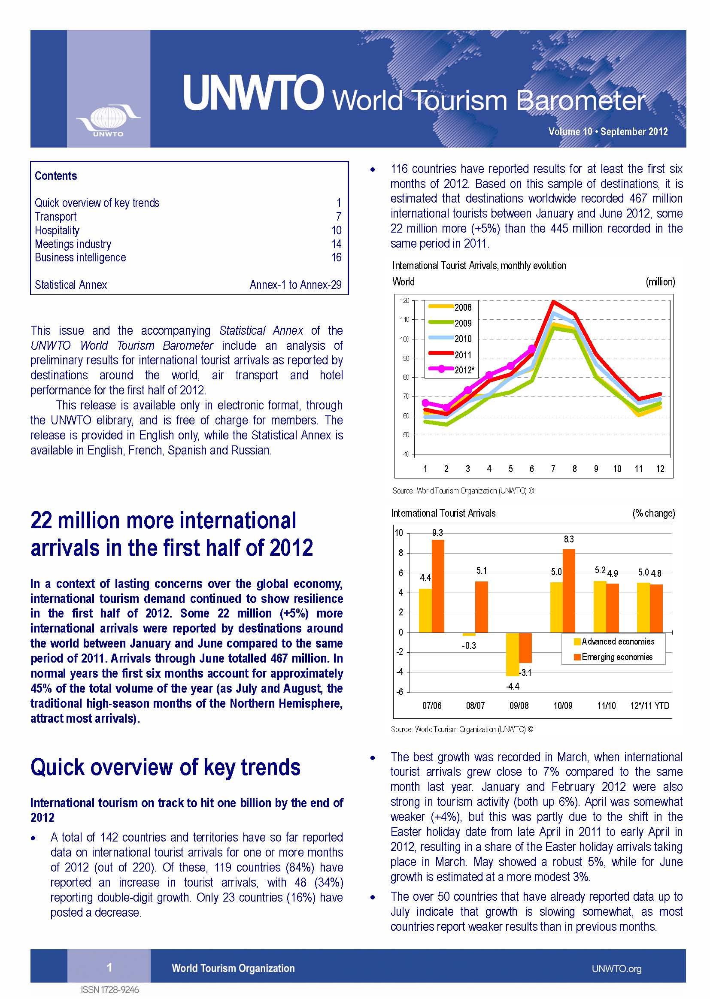 UNWTO World Tourism Barometer
UNWTO
Volume 10 • September 2012
Contents
Quick overview of key trends 1
Transport 7
Hospitality 10
Meetings industry 14
Business intelligence 16
Statistical Annex Annex-1 to Annex-29
This issue and the accompanying Statistical Annex of the
UNWTO World Tourism Barometer include an analysis of
preliminary results for international tourist arrivals as reported by
destinations around the world, air transport and hotel
performance for the first half of 2012.
This release is available only in electronic format, through
the UNWTO elibrary, and is free of charge for members. The
release is provided in English only, while the Statistical Annex is
available in English, French, Spanish and Russian.
22 million more international
arrivals in the first half of 2012
In a context of lasting concerns over the global economy,
international tourism demand continued to show resilience
in the first half of 2012. Some 22 million (+5%) more
international arrivals were reported by destinations around
the world between January and June compared to the same
period of 2011. Arrivals through June totalled 467 million. In
normal years the first six months account for approximately
45% of the total volume of the year (as July and August, the
traditional high-season months of the Northern Hemisphere,
attract most arrivals).
Quick overview of key trends
International tourism on track to hit one billion by the end of
2012
• A total of 142 countries and territories have so far reported
data on international tourist arrivals for one or more months
of 2012 (out of 220). Of these, 119 countries (84%) have
reported an increase in tourist arrivals, with 48 (34%)
reporting double-digit growth. Only 23 countries (16%) have
posted a decrease.
• 116 countries have reported results for at least the first six
months of 2012. Based on this sample of destinations, it is
estimated that destinations worldwide recorded 467 million
international tourists between January and June 2012, some
22 million more (+5%) than the 445 million recorded in the
same period in 2011.
International Tourist Arrivals, monthly evolution
World (million)
120
110
100
90
80
70
60
50
40
2008
2009
2010
2011
2012*
1 2 3 4 5 6 7 8 9 10 11 12
Source: World Tourism Organization (UNWTO) ©
International Tourist Arrivals (% change)
10
8
6
4
2
0
-2
-4
-6
4.4 9.3
-0.3 5.1
-4.4 -3.1
5.0 8.3
5.2 4.9
5.0 4.8
Advanced economies
Emerging economies
07/06 08/07 09/08 10/09 11/10 12*/11 YTD
Source: World Tourism Organization (UNWTO) ©
• The best growth was recorded in March, when international
tourist arrivals grew close to 7% compared to the same
month last year. January and February 2012 were also
strong in tourism activity (both up 6%). April was somewhat
weaker (+4%), but this was partly due to the shift in the
Easter holiday date from late April in 2011 to early April in
2012, resulting in a share of the Easter holiday arrivals taking
place in March. May showed a robust 5%, while for June
growth is estimated at a more modest 3%.
• The over 50 countries that have already reported data up to
July indicate that growth is slowing somewhat, as most
countries report weaker results than in previous months.
1 World Tourism Organization UNWTO.org
ISSN 1728-9246